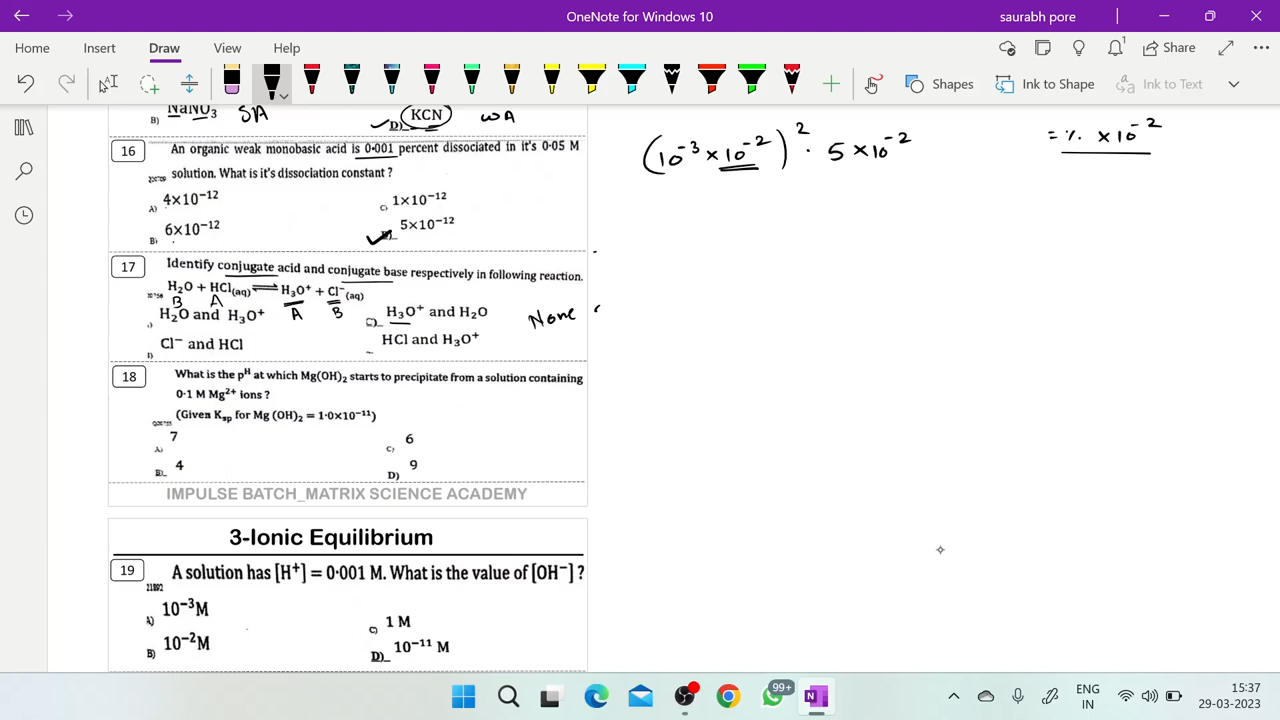 OneNote for Windows 10
saurabh pore
Home Insert Draw View Help
Share
Shapes Ink to Shape Ink to Text
B) NaNO₃ SA D) KCN WA
16 An organic weak monobasic acid is 0·001 percent dissociated in it's 0·05 M
solution. What is it's dissociation constant ?
A) 4×10⁻¹² C) 1×10⁻¹²
B) 6×10⁻¹² 5×10⁻¹²
(10⁻³ × 10⁻²)² · 5 × 10⁻²
= % × 10⁻²
17 Identify conjugate acid and conjugate base respectively in following reaction.
H₂O + HCl(aq) ⇌ H₃O⁺ + Cl⁻(aq)
B A A B
H₂O and H₃O⁺ C) H₃O⁺ and H₂O
Cl⁻ and HCl HCl and H₃O⁺
None
18 What is the pᴴ at which Mg(OH)₂ starts to precipitate from a solution containing
0·1 M Mg²⁺ ions ?
(Given Kₛₚ for Mg (OH)₂ = 1·0×10⁻¹¹)
A) 7 C) 6
B) 4 D) 9
IMPULSE BATCH_MATRIX SCIENCE ACADEMY
3-Ionic Equilibrium
19 A solution has [H⁺] = 0·001 M. What is the value of [OH⁻] ?
21892
A) 10⁻³M C) 1 M
B) 10⁻²M D) 10⁻¹¹ M
99+
ENG
IN
15:37
29-03-2023